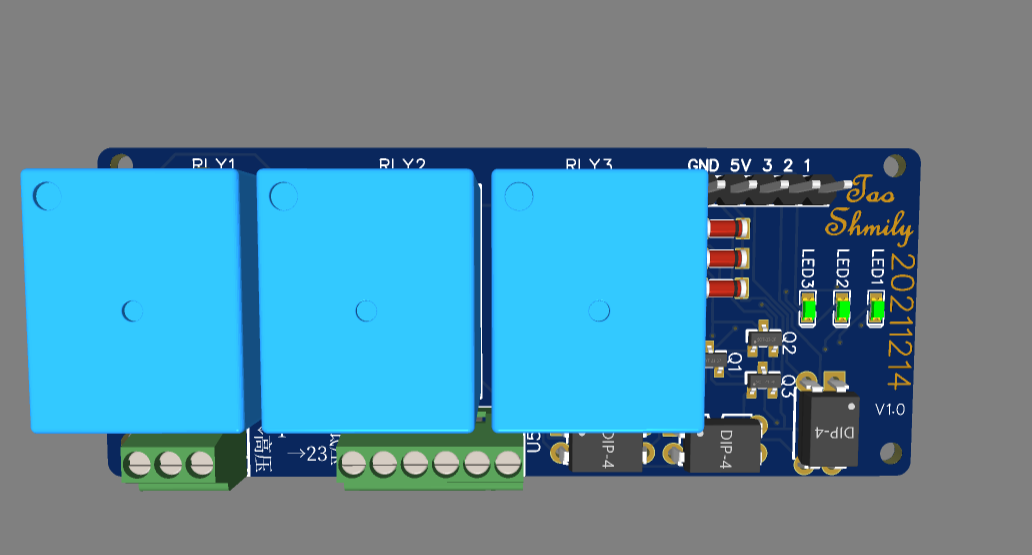 RLY1
RLY2
RLY3
GND 5V 3 2 1
Tao
Shmily
LED3
LED2
LED1
20211214
Q2
Q1
Q3
V1.0
高压
→23
DIP-4
DIP-4
DIP-4